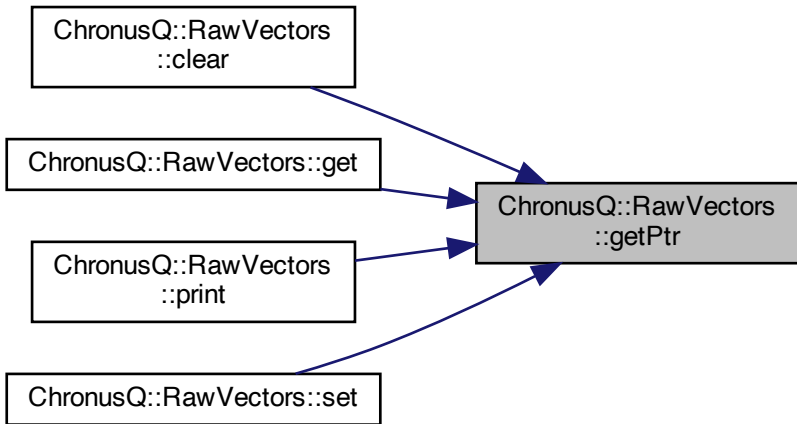 ChronusQ::RawVectors
::clear
ChronusQ::RawVectors::get
ChronusQ::RawVectors
::print
ChronusQ::RawVectors::set
ChronusQ::RawVectors
::getPtr